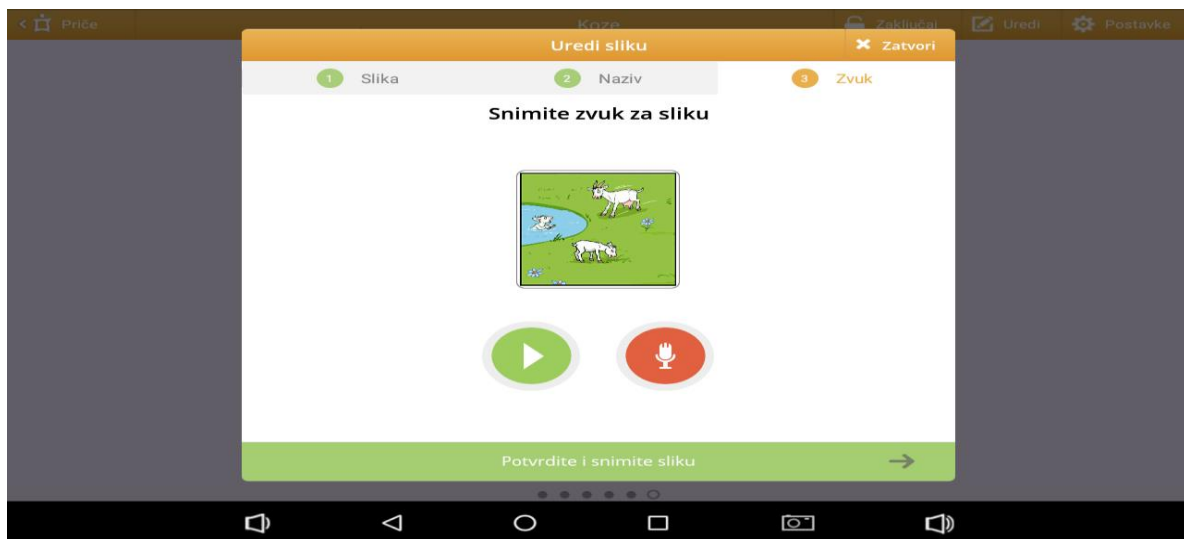 Priče
Koze
Zaključaj
Uredi
Postavke
Uredi sliku
Zatvori
1 Slika
2 Naziv
3 Zvuk
Snimite zvuk za sliku
Potvrdite i snimite sliku